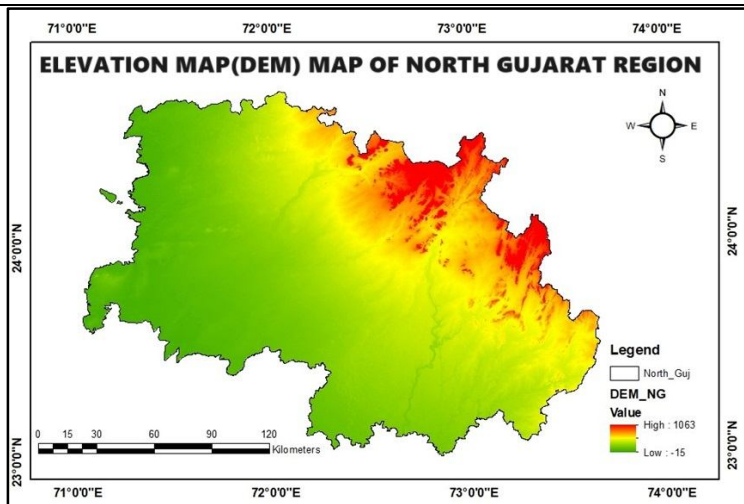 71°0'0"E 72°0'0"E 73°0'0"E 74°0'0"E
ELEVATION MAP(DEM) MAP OF NORTH GUJARAT REGION
N
W E
S
24°0'0"N 24°0'0"N
Legend
North_Guj
DEM_NG
Value
High : 1063
Low : -15
0 15 30 60 90 120
Kilometers
23°0'0"N 23°0'0"N
71°0'0"E 72°0'0"E 73°0'0"E 74°0'0"E